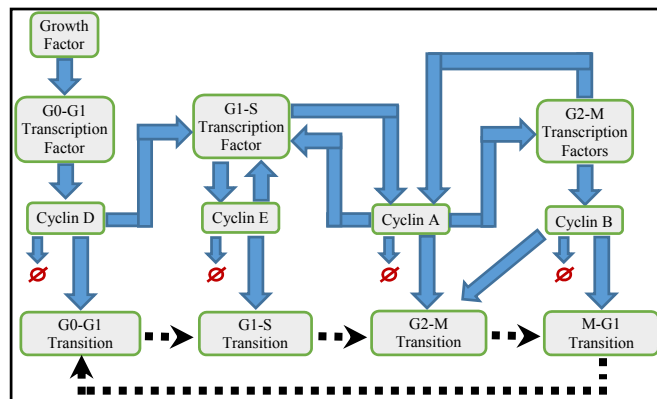 Growth
Factor
G0-G1
Transcription
Factor
G1-S
Transcription
Factor
G2-M
Transcription
Factors
Cyclin D
Cyclin E
Cyclin A
Cyclin B
Ø
Ø
Ø
Ø
G0-G1
Transition
G1-S
Transition
G2-M
Transition
M-G1
Transition